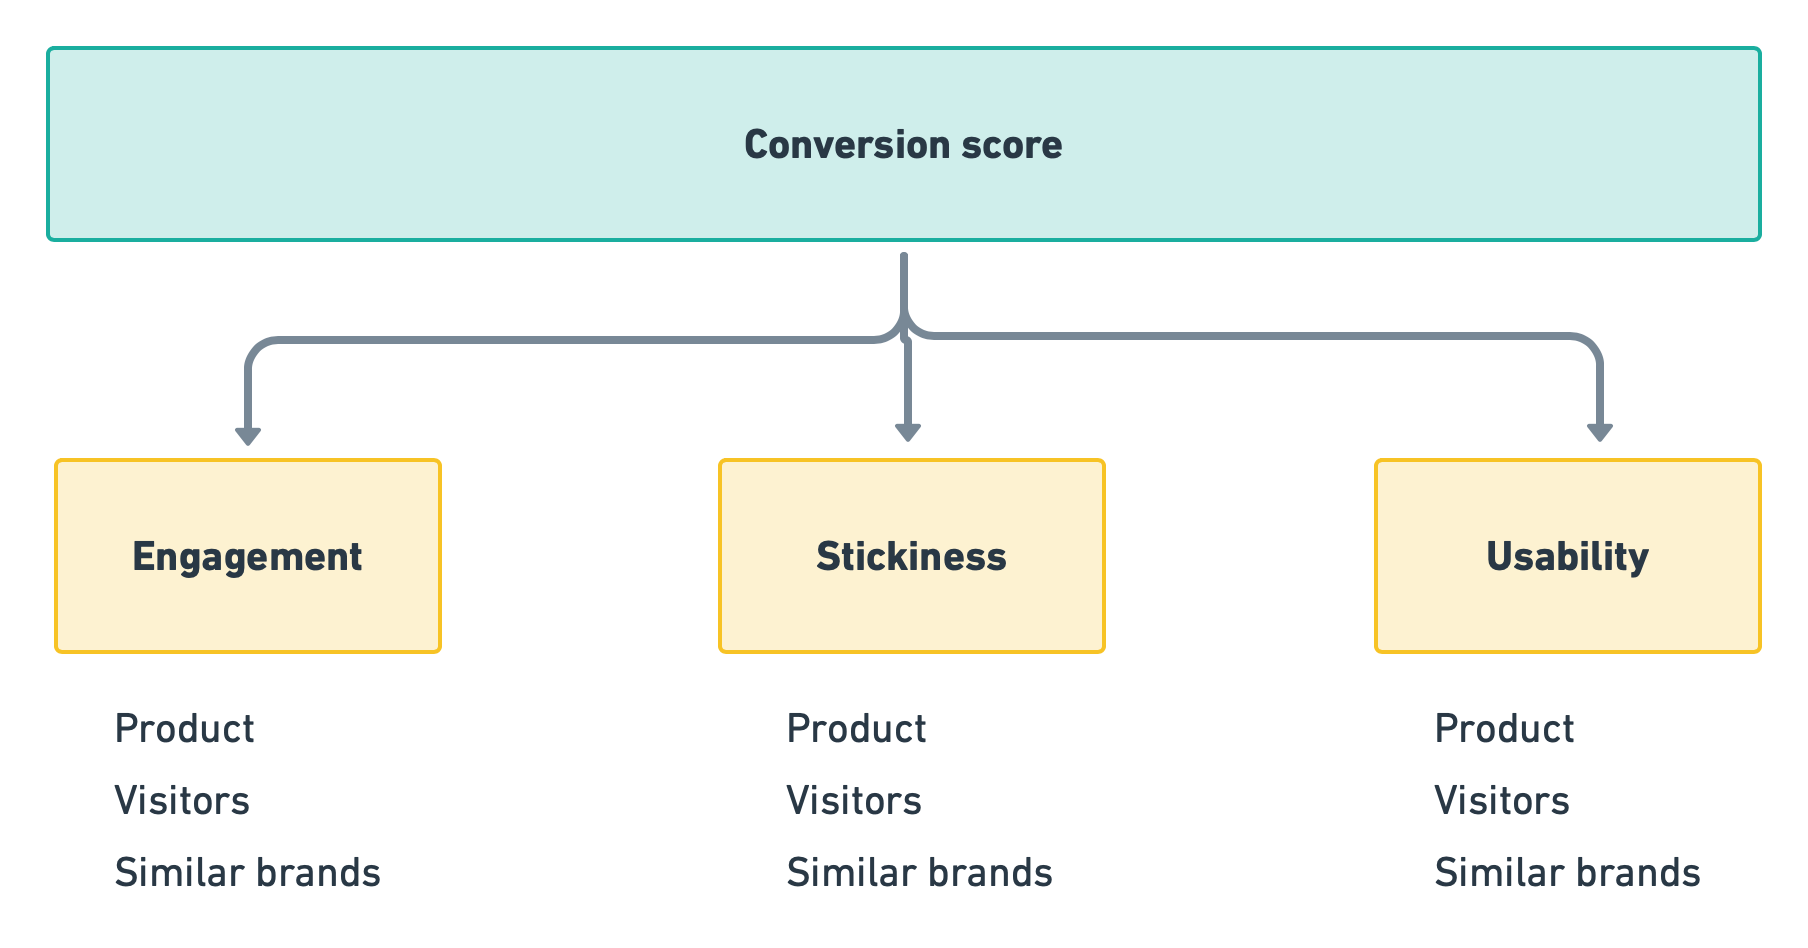 Conversion score
Engagement
Stickiness
Usability
Product
Visitors
Similar brands
Product
Visitors
Similar brands
Product
Visitors
Similar brands